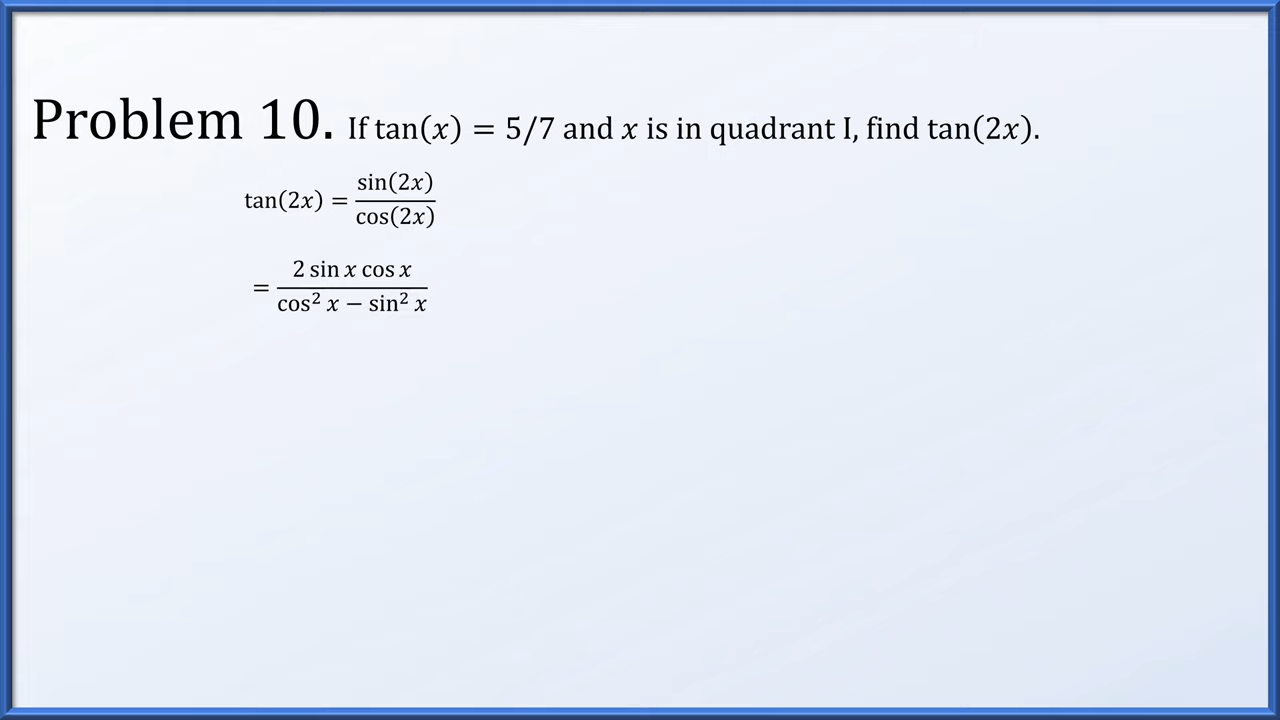 Problem 10. If tan(𝑥) = 5/7 and 𝑥 is in quadrant I, find tan(2𝑥).
tan(2𝑥) = sin(2𝑥) / cos(2𝑥)
= 2 sin 𝑥 cos 𝑥 / cos² 𝑥 − sin² 𝑥